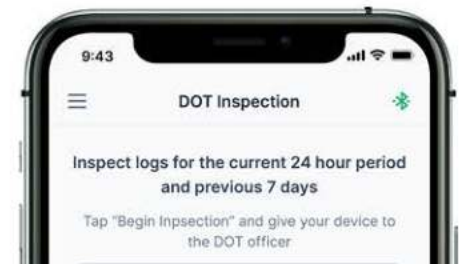 9:43
DOT Inspection
Inspect logs for the current 24 hour period
and previous 7 days
Tap "Begin Inpsection" and give your device to
the DOT officer